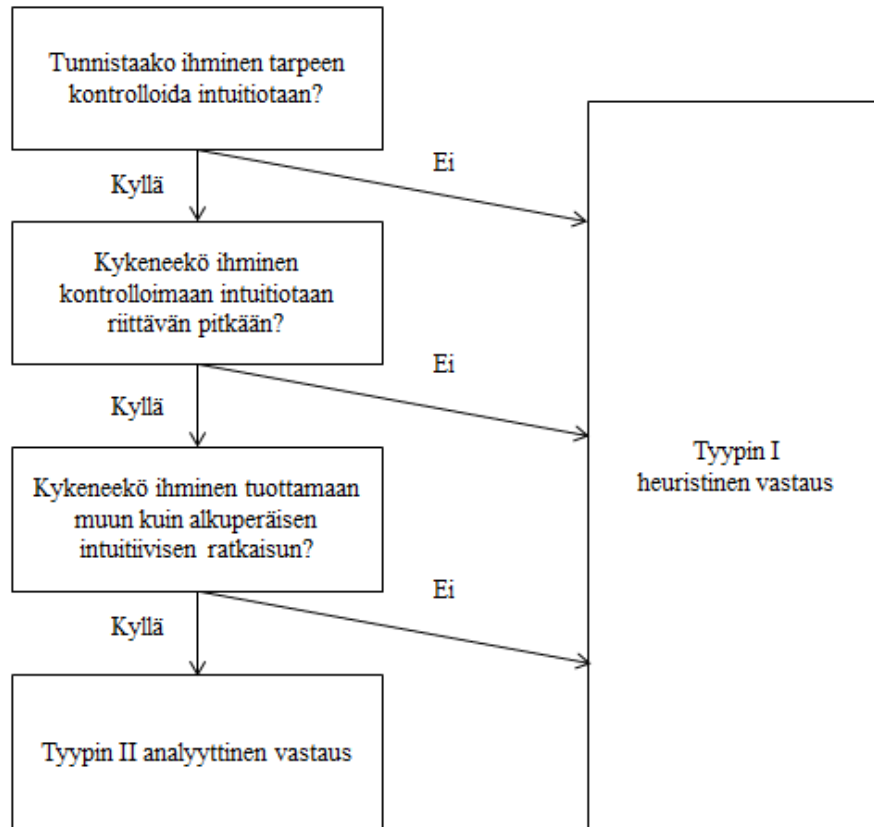 Tunnistaako ihminen tarpeen
kontrolloida intuitiotaan?
Ei
Kyllä
Kykeneekö ihminen
kontrolloimaan intuitiotaan
riittävän pitkään?
Ei
Kyllä
Tyypin I
heuristinen vastaus
Kykeneekö ihminen tuottamaan
muun kuin alkuperäisen
intuitiivisen ratkaisun?
Ei
Kyllä
Tyypin II analyyttinen vastaus